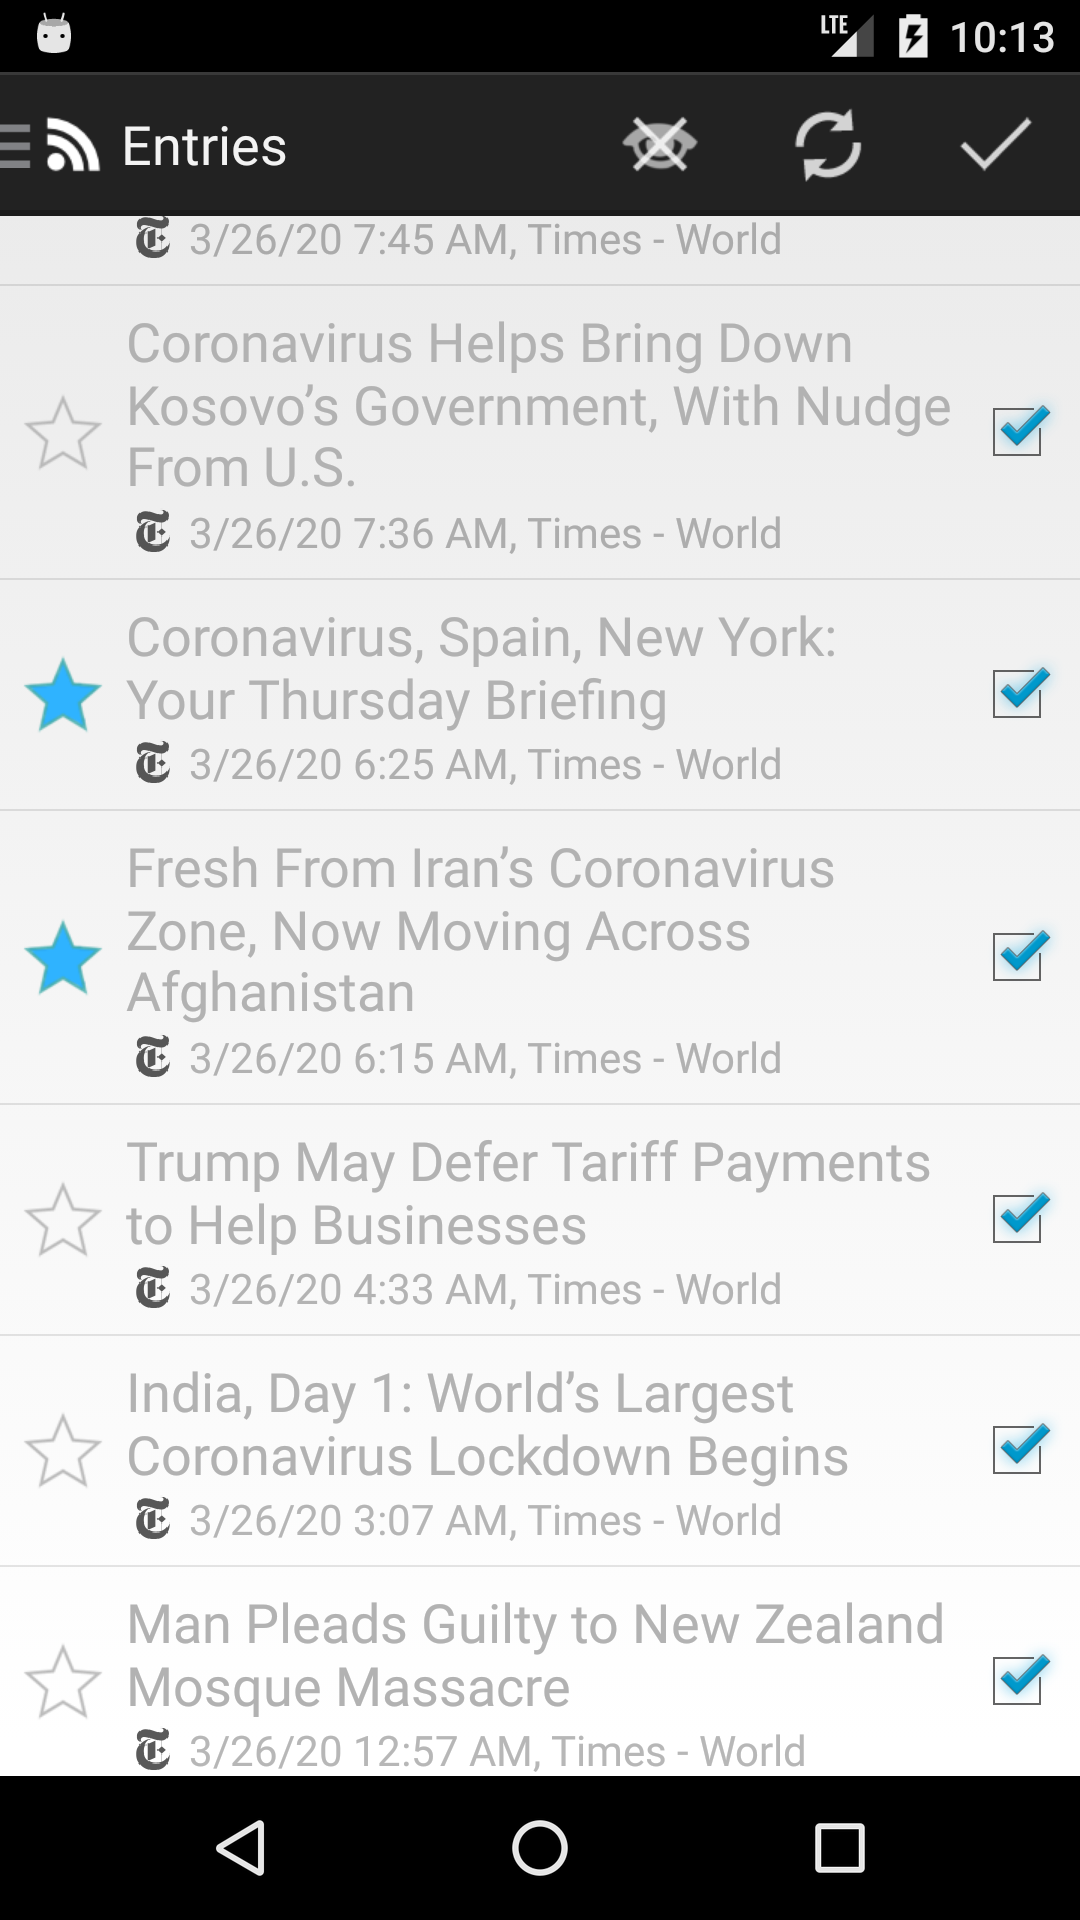 LTE 10:13
Entries
3/26/20 7:45 AM, Times - World
Coronavirus Helps Bring Down
Kosovo’s Government, With Nudge
From U.S.
3/26/20 7:36 AM, Times - World
Coronavirus, Spain, New York:
Your Thursday Briefing
3/26/20 6:25 AM, Times - World
Fresh From Iran’s Coronavirus
Zone, Now Moving Across
Afghanistan
3/26/20 6:15 AM, Times - World
Trump May Defer Tariff Payments
to Help Businesses
3/26/20 4:33 AM, Times - World
India, Day 1: World’s Largest
Coronavirus Lockdown Begins
3/26/20 3:07 AM, Times - World
Man Pleads Guilty to New Zealand
Mosque Massacre
3/26/20 12:57 AM, Times - World